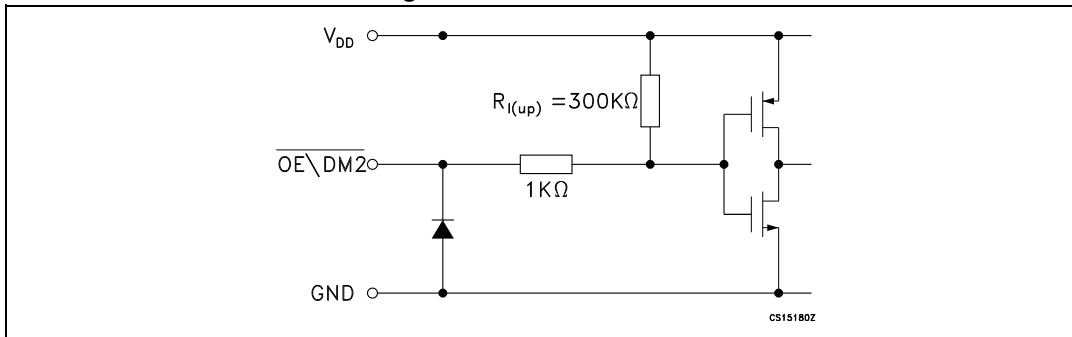 V_DD
R_I(up) =300KΩ
OE\DM2
1KΩ
GND
CS15180Z